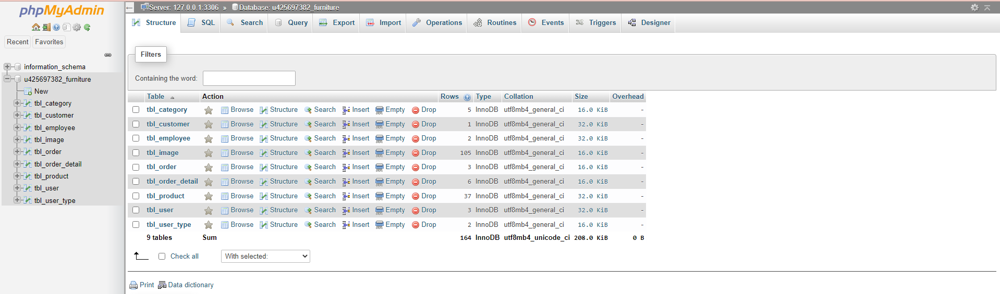 phpMyAdmin
Recent Favorites
information_schema
u425697382_furniture
New
tbl_category
tbl_customer
tbl_employee
tbl_image
tbl_order
tbl_order_detail
tbl_product
tbl_user
tbl_user_type
Server: 127.0.0.1:3306 » Database: u425697382_furniture
Structure SQL Search Query Export Import Operations Routines Events Triggers Designer
Filters
Containing the word:
Table Action Rows Type Collation Size Overhead
tbl_category Browse Structure Search Insert Empty Drop 5 InnoDB utf8mb4_general_ci 16.0 KiB -
tbl_customer Browse Structure Search Insert Empty Drop 1 InnoDB utf8mb4_general_ci 32.0 KiB -
tbl_employee Browse Structure Search Insert Empty Drop 2 InnoDB utf8mb4_general_ci 32.0 KiB -
tbl_image Browse Structure Search Insert Empty Drop 105 InnoDB utf8mb4_general_ci 16.0 KiB -
tbl_order Browse Structure Search Insert Empty Drop 3 InnoDB utf8mb4_general_ci 16.0 KiB -
tbl_order_detail Browse Structure Search Insert Empty Drop 6 InnoDB utf8mb4_general_ci 16.0 KiB -
tbl_product Browse Structure Search Insert Empty Drop 37 InnoDB utf8mb4_general_ci 32.0 KiB -
tbl_user Browse Structure Search Insert Empty Drop 3 InnoDB utf8mb4_general_ci 32.0 KiB -
tbl_user_type Browse Structure Search Insert Empty Drop 2 InnoDB utf8mb4_general_ci 16.0 KiB -
9 tables Sum 164 InnoDB utf8mb4_unicode_ci 208.0 KiB 0 B
Check all With selected:
Print Data dictionary